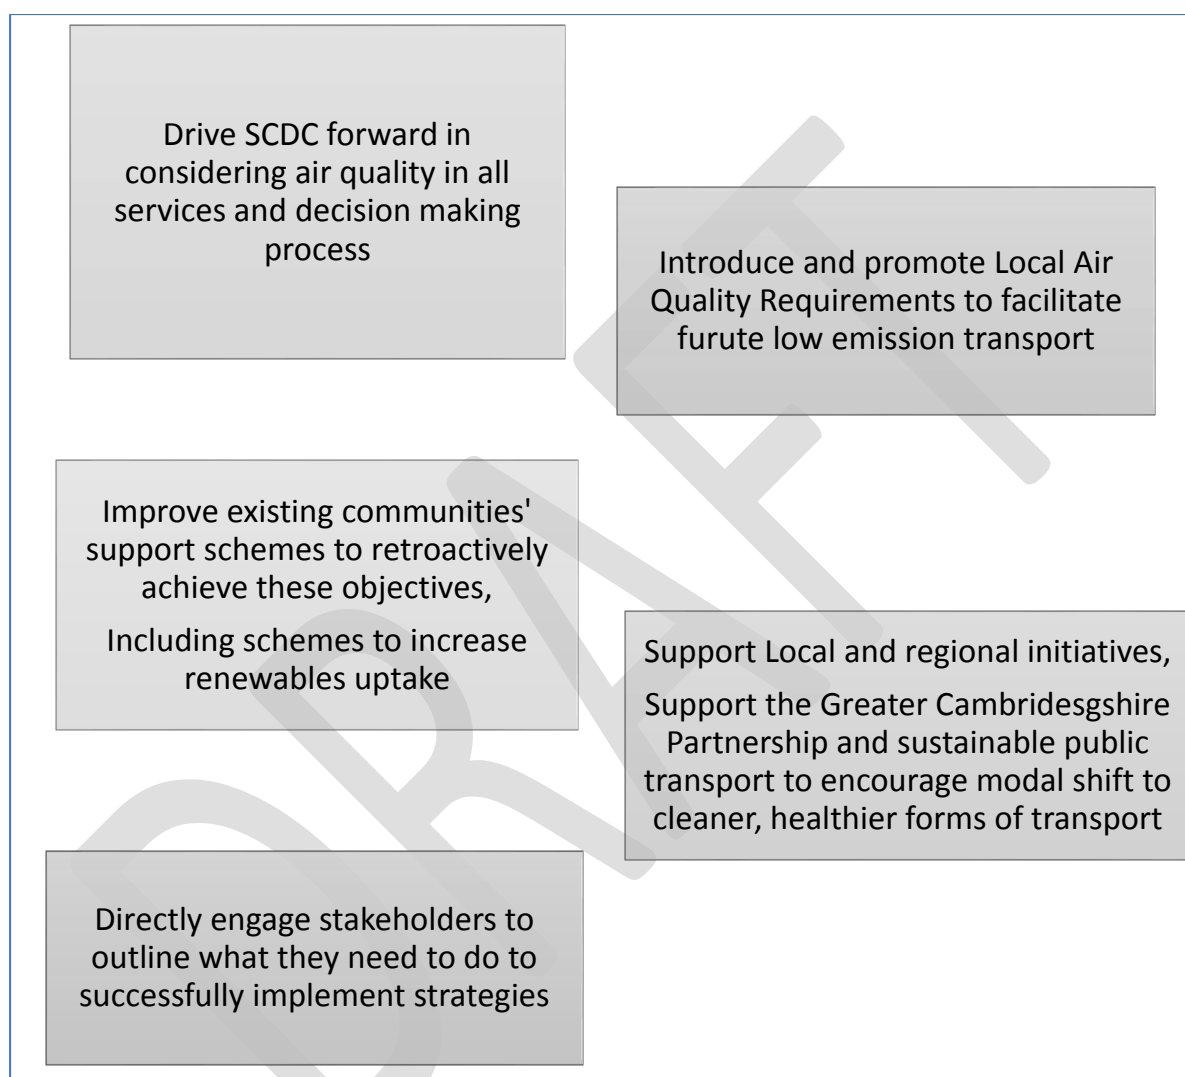 Drive SCDC forward in
considering air quality in all
services and decision making
process
Introduce and promote Local Air
Quality Requirements to facilitate
furute low emission transport
Improve existing communities'
support schemes to retroactively
achieve these objectives,
Including schemes to increase
renewables uptake
Support Local and regional initiatives,
Support the Greater Cambridesgshire
Partnership and sustainable public
transport to encourage modal shift to
cleaner, healthier forms of transport
Directly engage stakeholders to
outline what they need to do to
successfully implement strategies
DRAFT